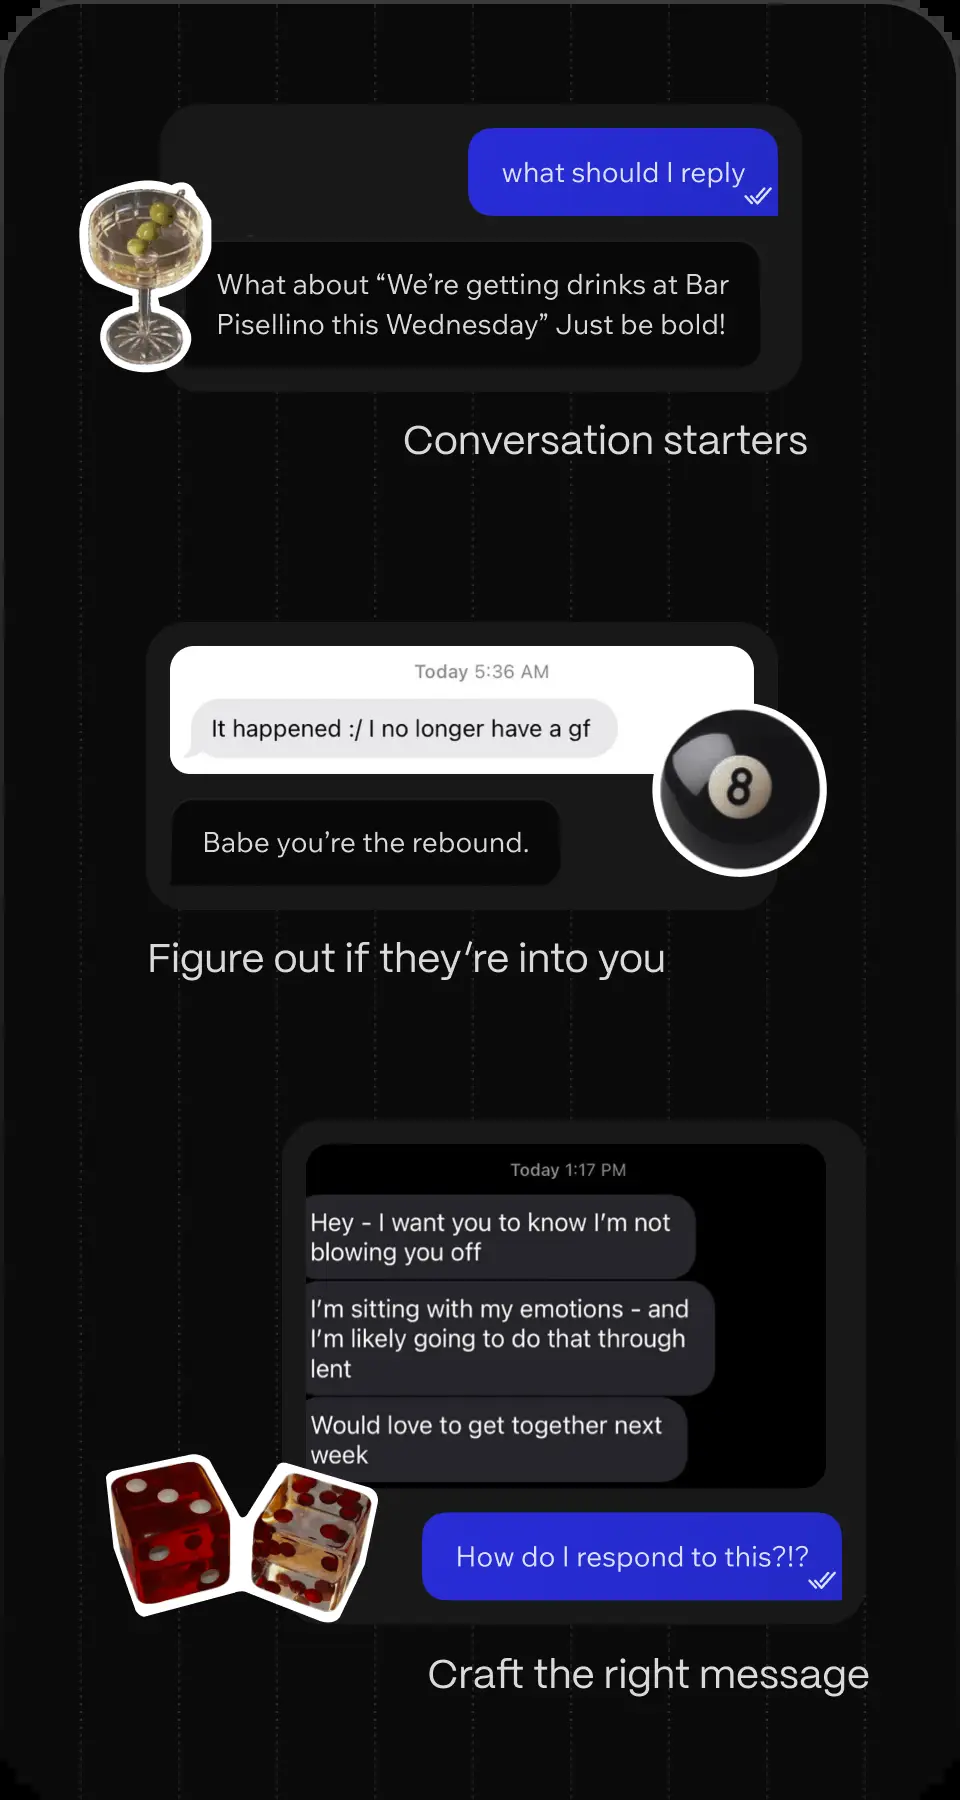 what should I reply
What about “We’re getting drinks at Bar
Pisellino this Wednesday” Just be bold!
Conversation starters
Today 5:36 AM
It happened :/ I no longer have a gf
8
Babe you’re the rebound.
Figure out if they’re into you
Today 1:17 PM
Hey - I want you to know I’m not
blowing you off
I’m sitting with my emotions - and
I’m likely going to do that through
lent
Would love to get together next
week
How do I respond to this?!?
Craft the right message